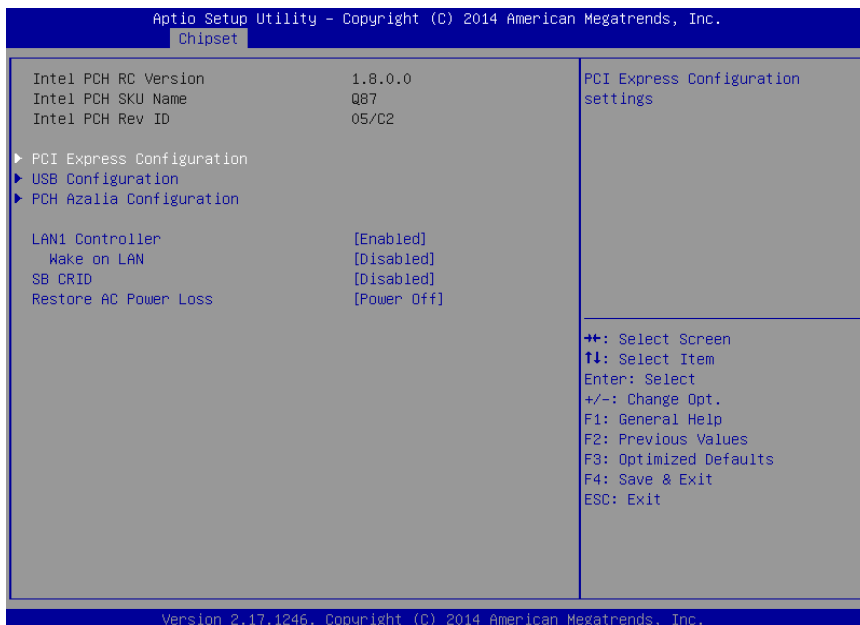 Aptio Setup Utility – Copyright (C) 2014 American Megatrends, Inc.
Chipset
Intel PCH RC Version 1.8.0.0
Intel PCH SKU Name Q87
Intel PCH Rev ID 05/C2
▶ PCI Express Configuration
▶ USB Configuration
▶ PCH Azalia Configuration
LAN1 Controller [Enabled]
Wake on LAN [Disabled]
SB CRID [Disabled]
Restore AC Power Loss [Power Off]
PCI Express Configuration
settings
→←: Select Screen
↑↓: Select Item
Enter: Select
+/-: Change Opt.
F1: General Help
F2: Previous Values
F3: Optimized Defaults
F4: Save & Exit
ESC: Exit
Version 2.17.1246. Copyright (C) 2014 American Megatrends, Inc.